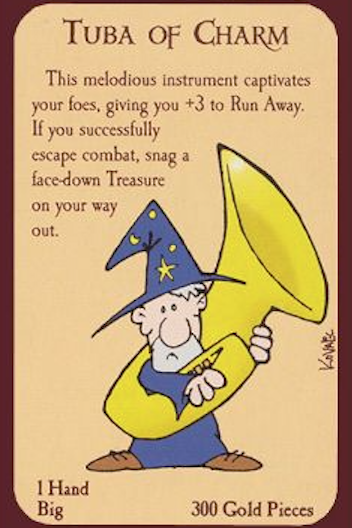 TUBA OF CHARM
This melodious instrument captivates
your foes, giving you +3 to Run Away.
If you successfully
escape combat, snag a
face-down Treasure
on your way
out.
KOVALIC
1 Hand
Big
300 Gold Pieces